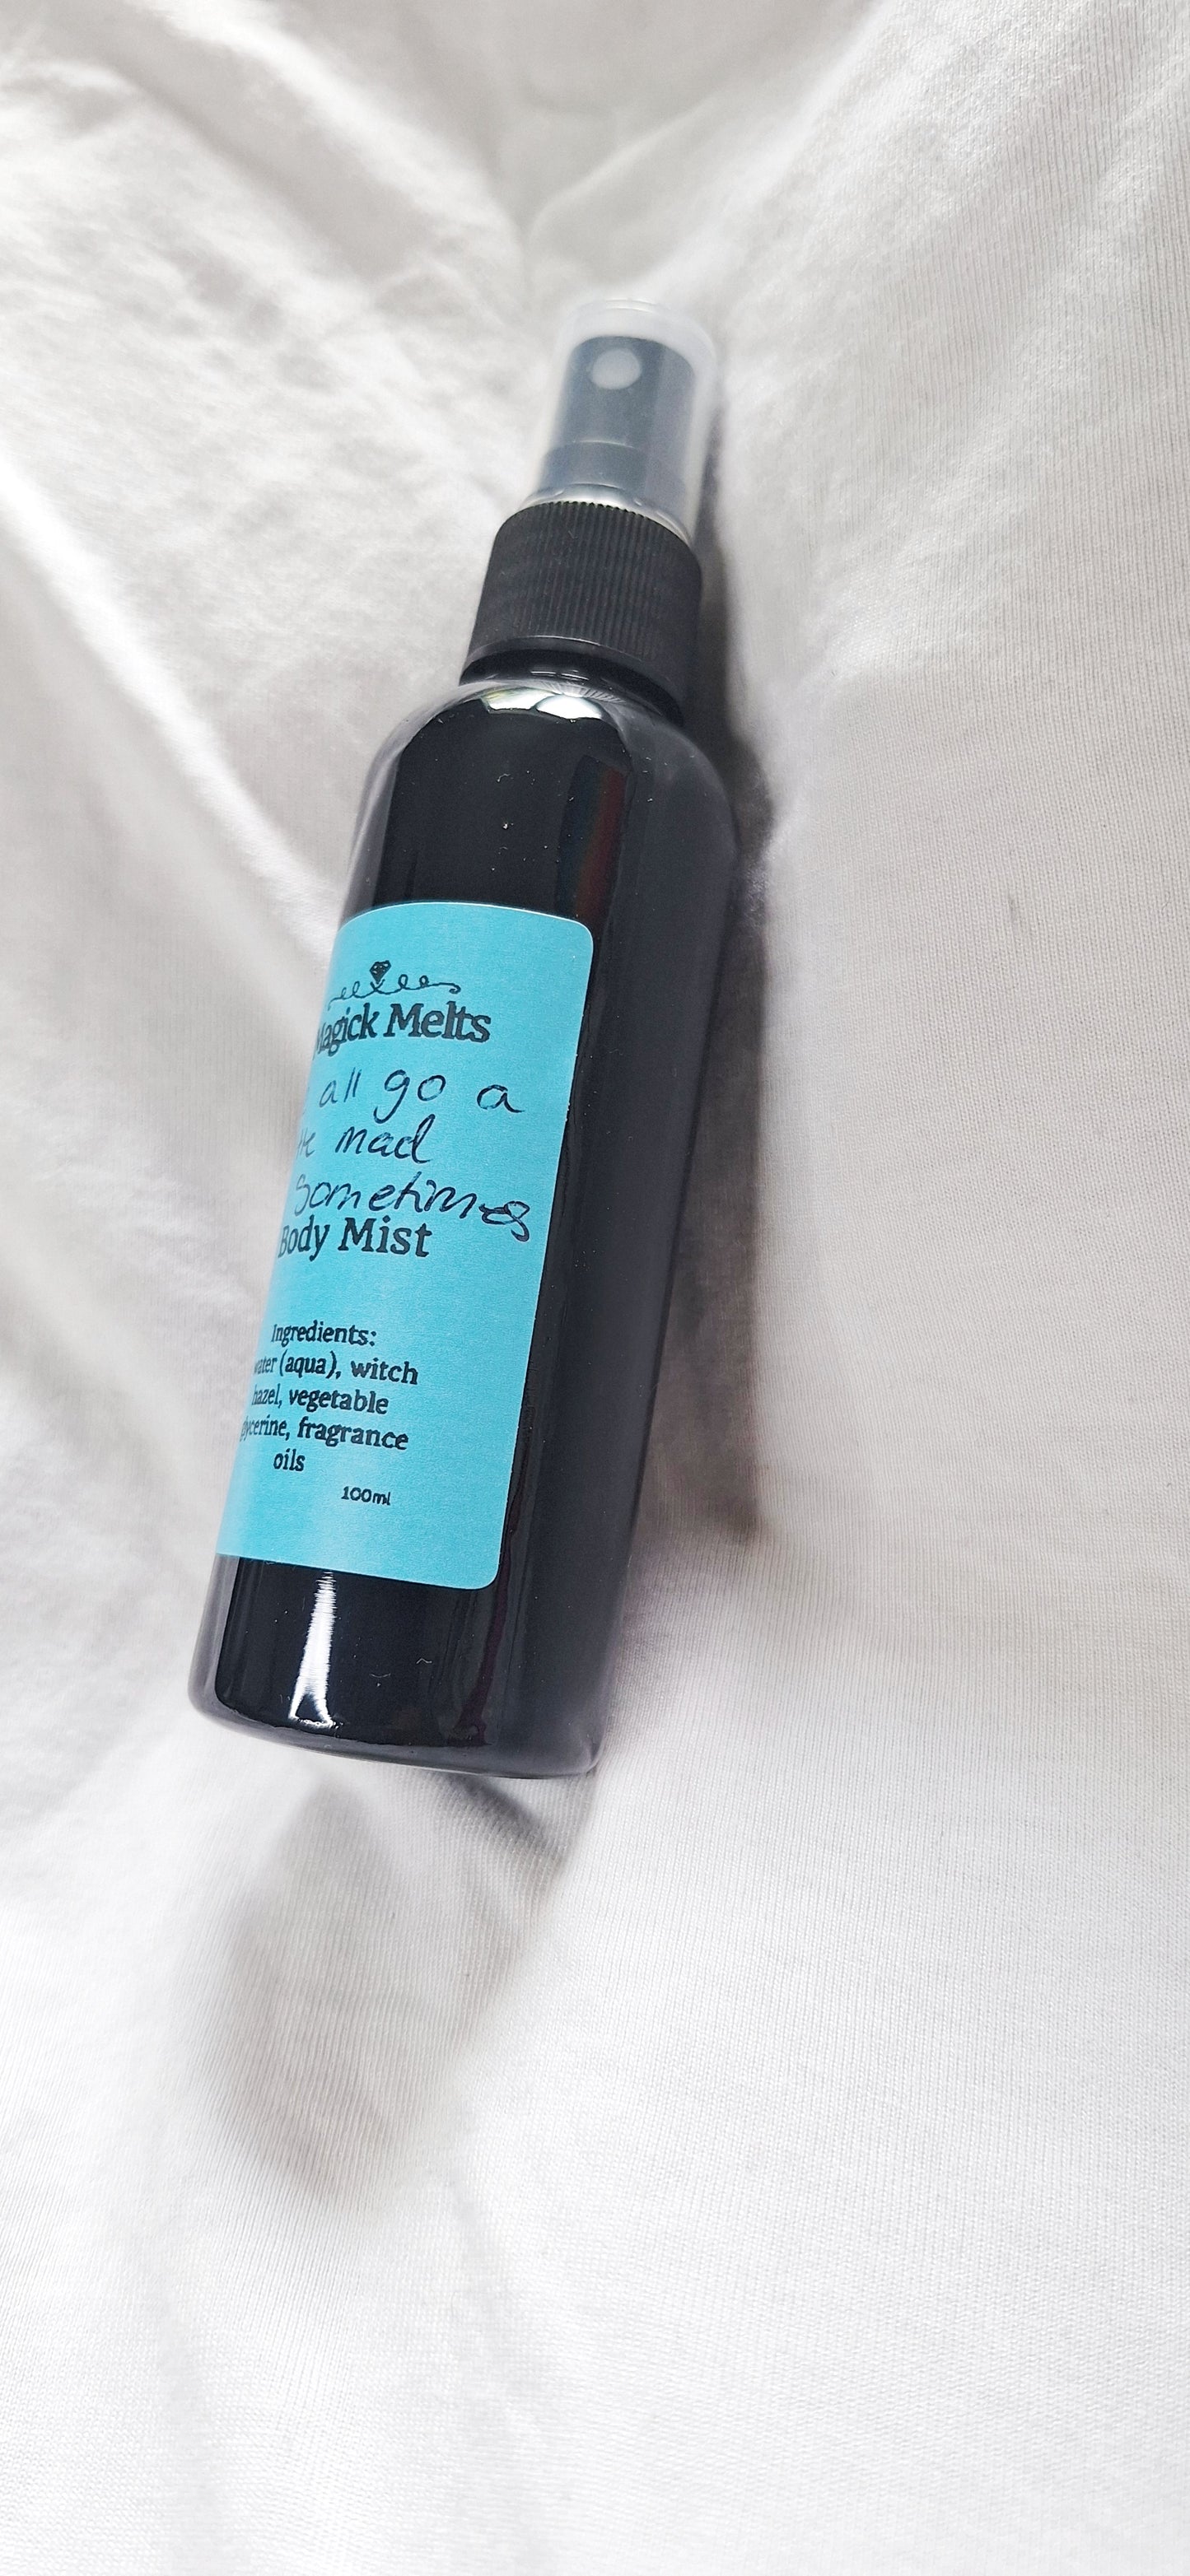 Magick Melts
all go a
mad
Sometimes
Body Mist
Ingredients:
water (aqua), witch
hazel, vegetable
glycerine, fragrance
oils
100ml